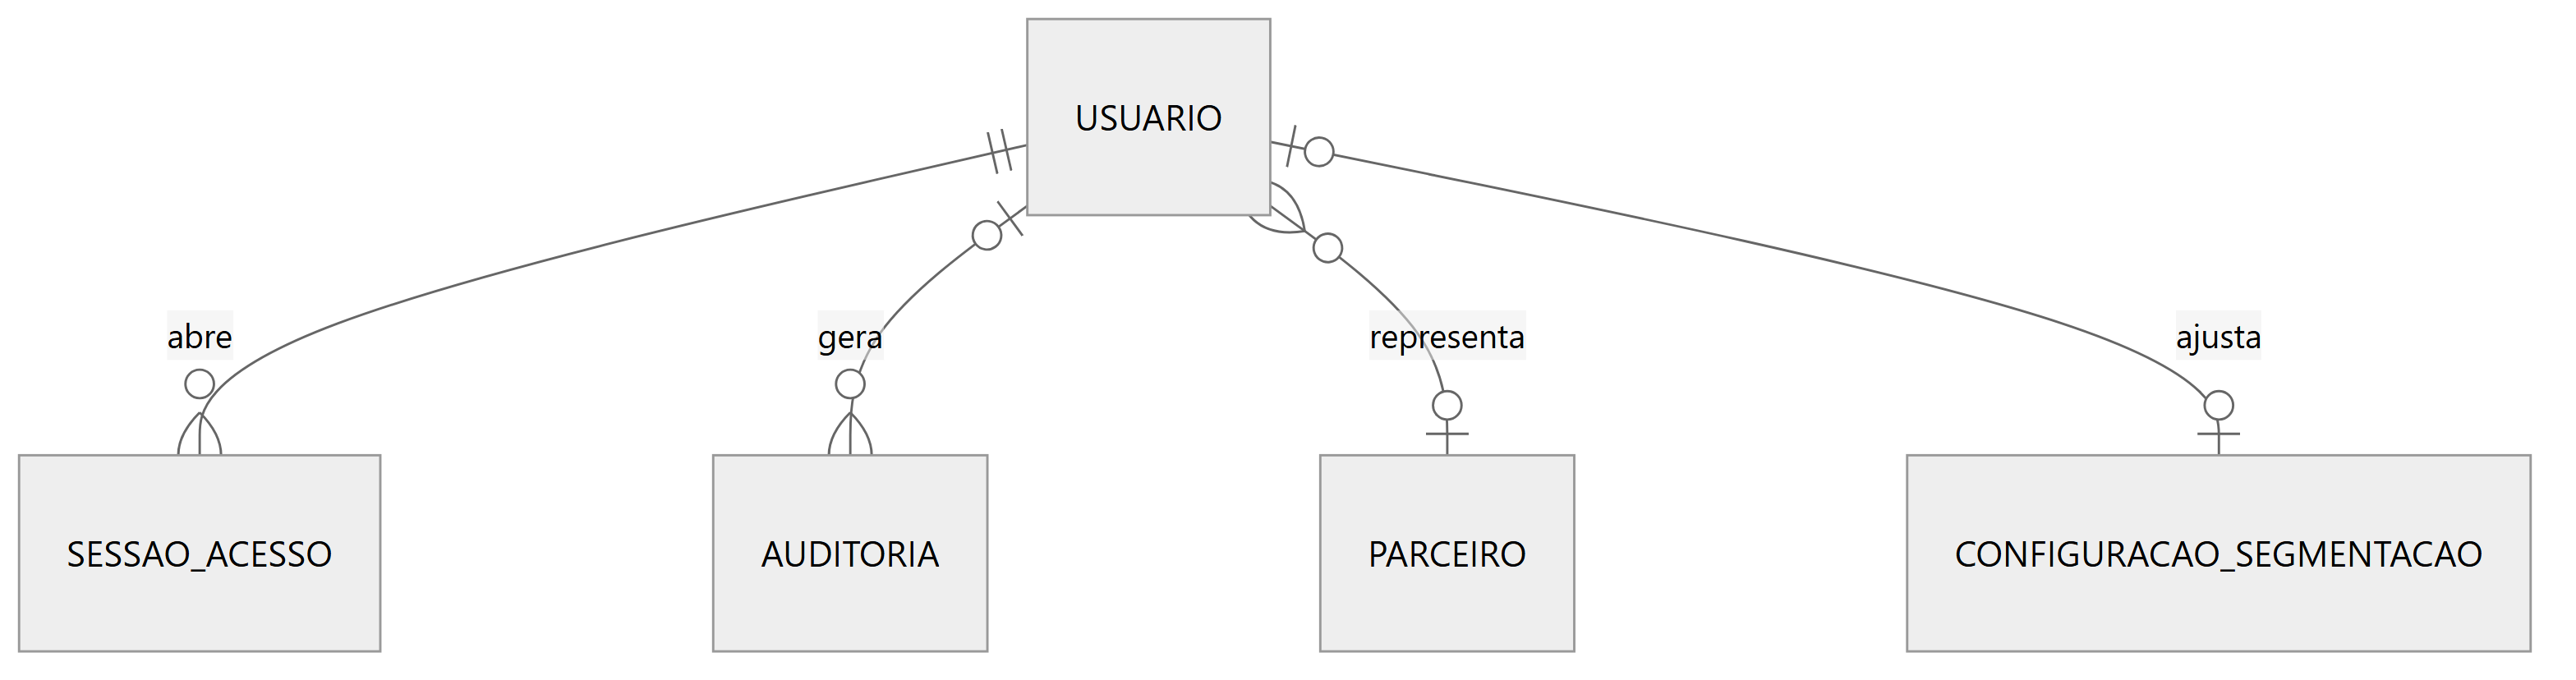 USUARIO
abre
gera
representa
ajusta
SESSAO_ACESSO
AUDITORIA
PARCEIRO
CONFIGURACAO_SEGMENTACAO